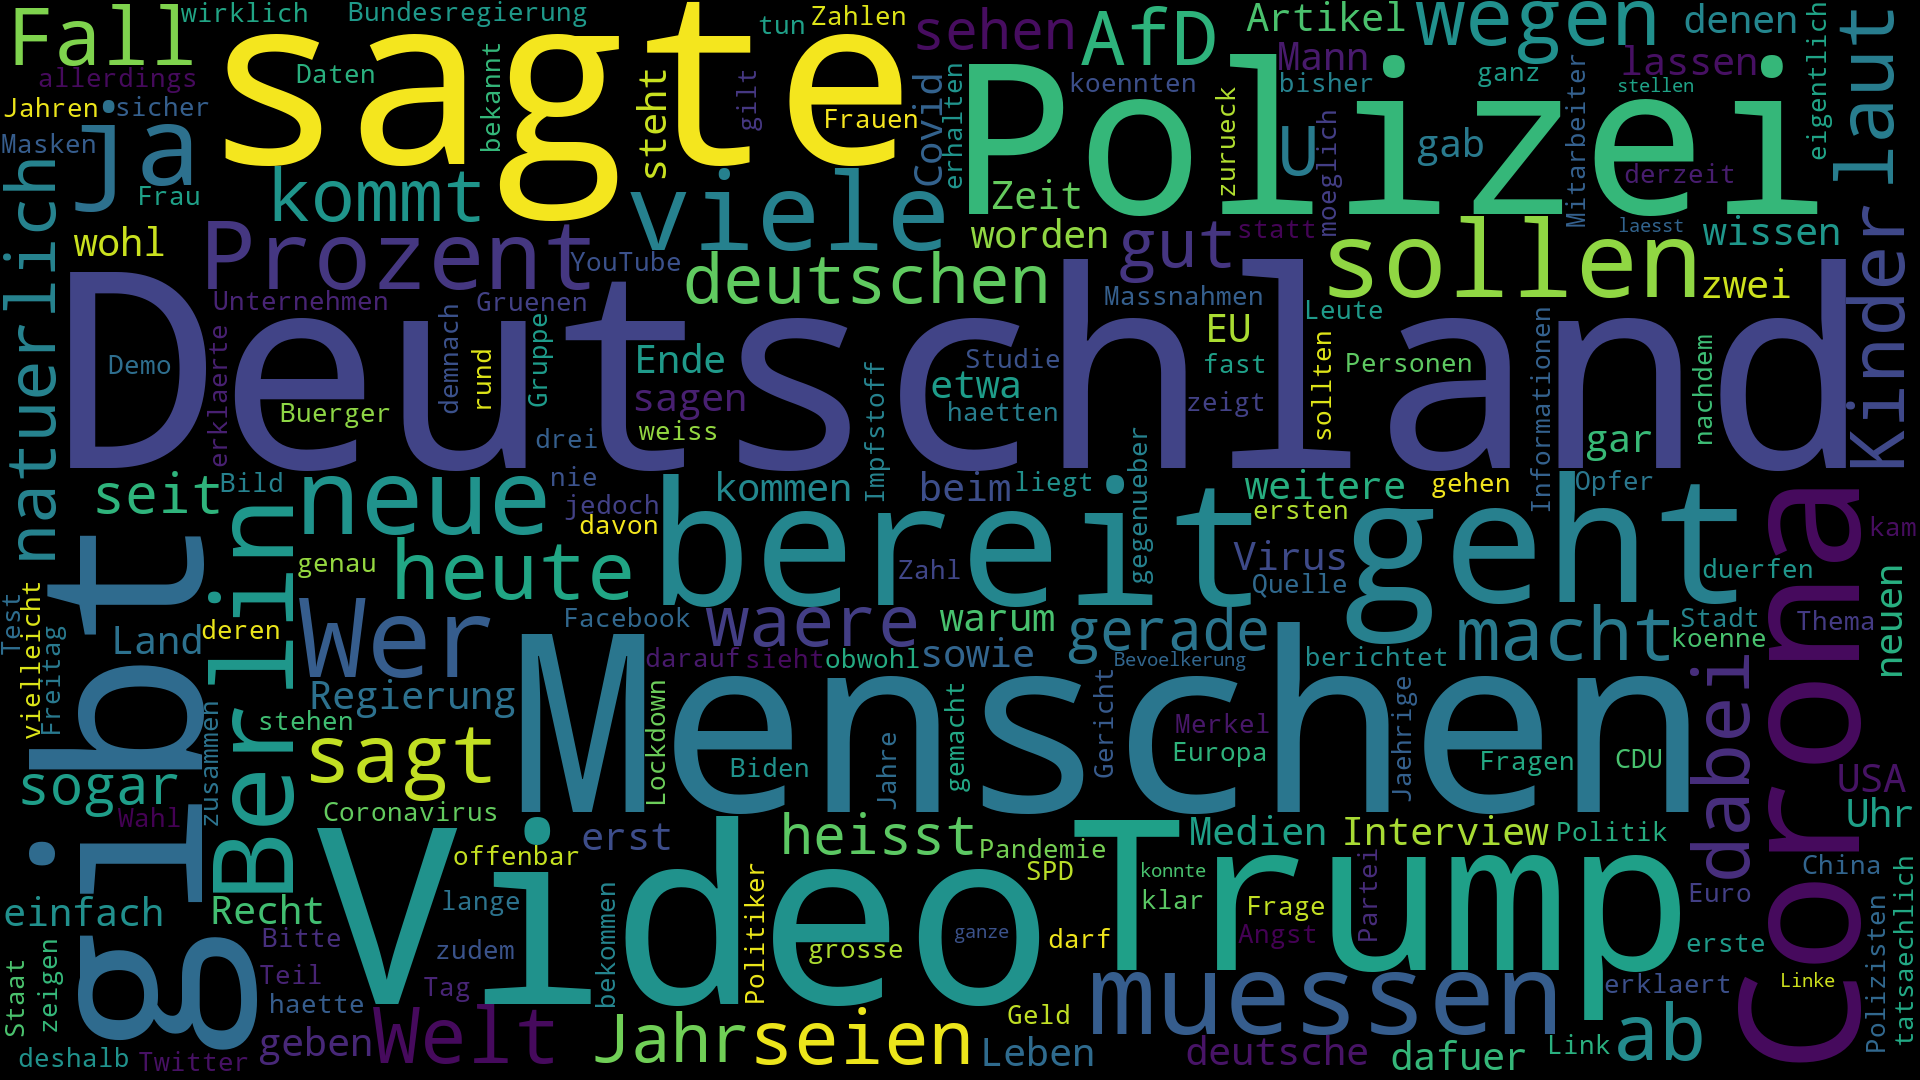 Fall
wirklich
Bundesregierung
sagte
tun
Zahlen
sehen
AfD
Artikel
wegen
denen
eigentlich
laut
allerdings
Daten
bekannt
steht
gilt
Covid
erhalten
koennten
Mann
bisher
ganz
Mitarbeiter
lassen
stellen
Jahren
sicher
ja
Frauen
Polizei
zurueck
U
moeglich
gab
Masken
natuerlich
Frau
kommt
viele
Zeit
derzeit
wohl
Prozent
YouTube
deutschen
worden
gut
statt
sollen
laesst
wissen
Kinder
Deutschland
Unternehmen
Gruenen
Massnahmen
Leute
zwei
Demo
erklaerte
Buerger
demnach
rund
Gruppe
Ende
sagen
weiss
drei
Impfstoff
Studie
etwa
haetten
EU
fast
zeigt
sollten
Personen
Informationen
nachdem
gar
seit
Bild
neue
nie
jedoch
davon
kommen
beim
liegt
gegenueber
weitere
ersten
gehen
Opfer
gibt
Berlin
genau
heute
bereit
Zahl
Virus
Quelle
geht
duerfen
Corona
kam
neuen
Test
vielleicht
Freitag
Land
deren
Wer
Facebook
waere
warum
gerade
macht
Stadt
koenne
Thema
zusammen
Regierung
stehen
Menschen
darauf
sieht
obwohl
sowie
Bevoelkerung
berichtet
dabei
sogar
Wahl
sagt
Lockdown
Biden
Jahre
gemacht
Gericht
Merkel
Europa
Jaehrige
Fragen
CDU
USA
Uhr
Coronavirus
offenbar
erst
heisst
Pandemie
SPD
Medien
Interview
Politik
Video
Trump
konnte
klar
Frage
Angst
Partei
China
Euro
einfach
Recht
lange
Bitte
zudem
bekommen
Politiker
grosse
ganze
darf
erste
Polizisten
tatsaechlich
Staat
zeigen
Teil
haette
Tag
muessen
erklaert
Linke
deshalb
Twitter
geben
Welt
Jahr
seien
Geld
Leben
deutsche
dafuer
Link
ab